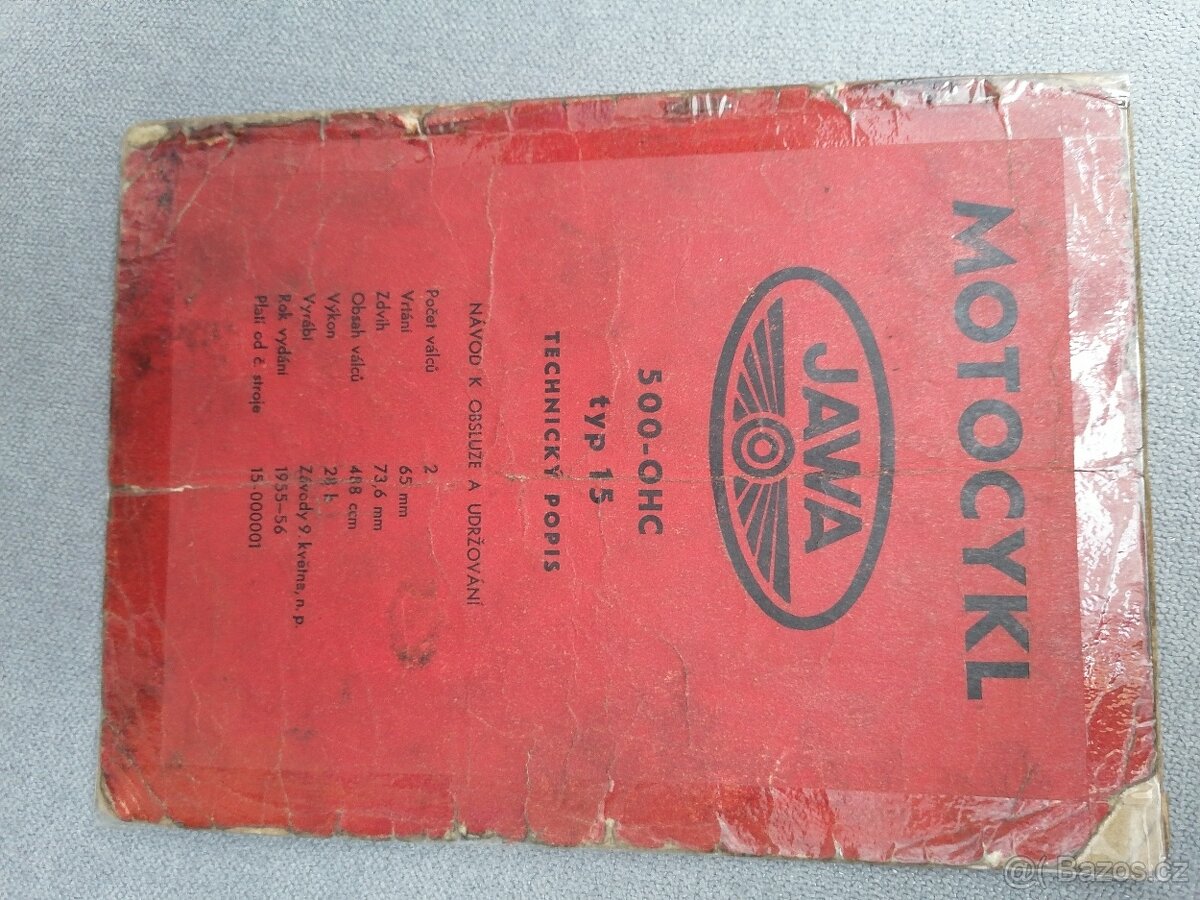 MOTOCYKL
JAWA
500-OHC
typ 15
TECHNICKÝ POPIS
NÁVOD K OBSLUZE A UDRŽOVÁNÍ
Počet válců 2
Vrtání 65 mm
Zdvih 73,6 mm
Obsah válců 488 ccm
Výkon 28 k
Vyrábí Závody 9 května, n. p.
Rok vydání 1955-56
Platí od č. stroje 15-000001
@( Bazos.cz